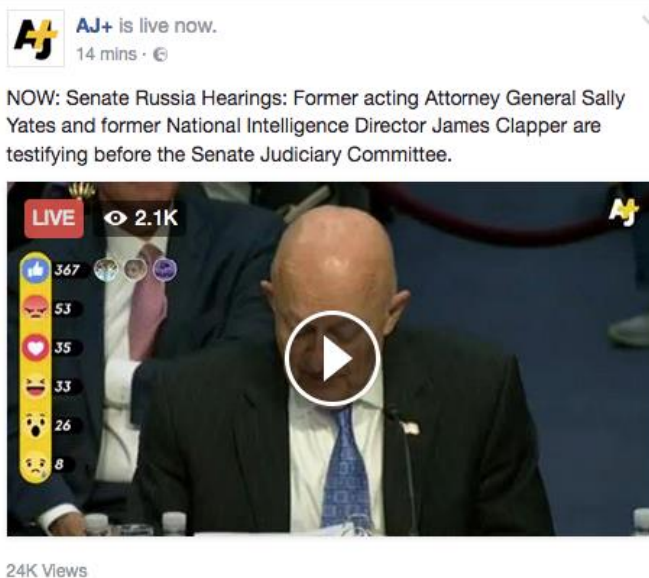 AJ+ is live now.
14 mins ·
NOW: Senate Russia Hearings: Former acting Attorney General Sally
Yates and former National Intelligence Director James Clapper are
testifying before the Senate Judiciary Committee.
LIVE 2.1K
AJ+
367
53
35
33
26
8
24K Views